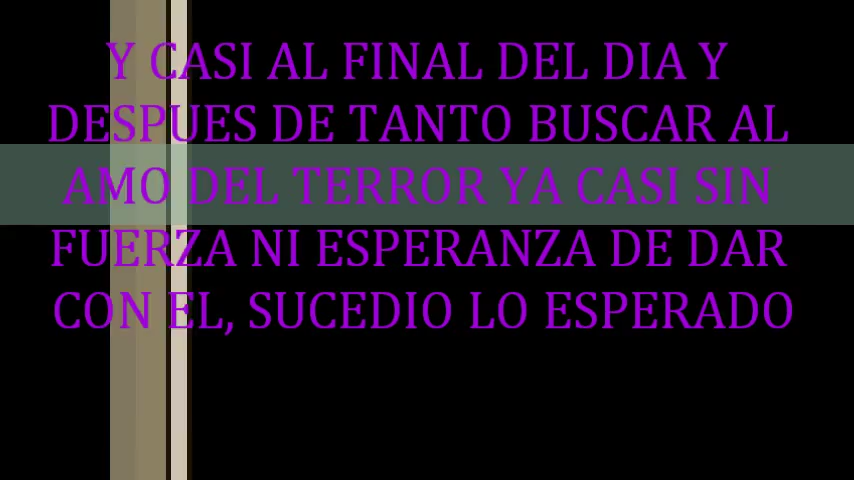 Y CASI AL FINAL DEL DIA Y
DESPUES DE TANTO BUSCAR AL
AMO DEL TERROR YA CASI SIN
FUERZA NI ESPERANZA DE DAR
CON EL, SUCEDIO LO ESPERADO